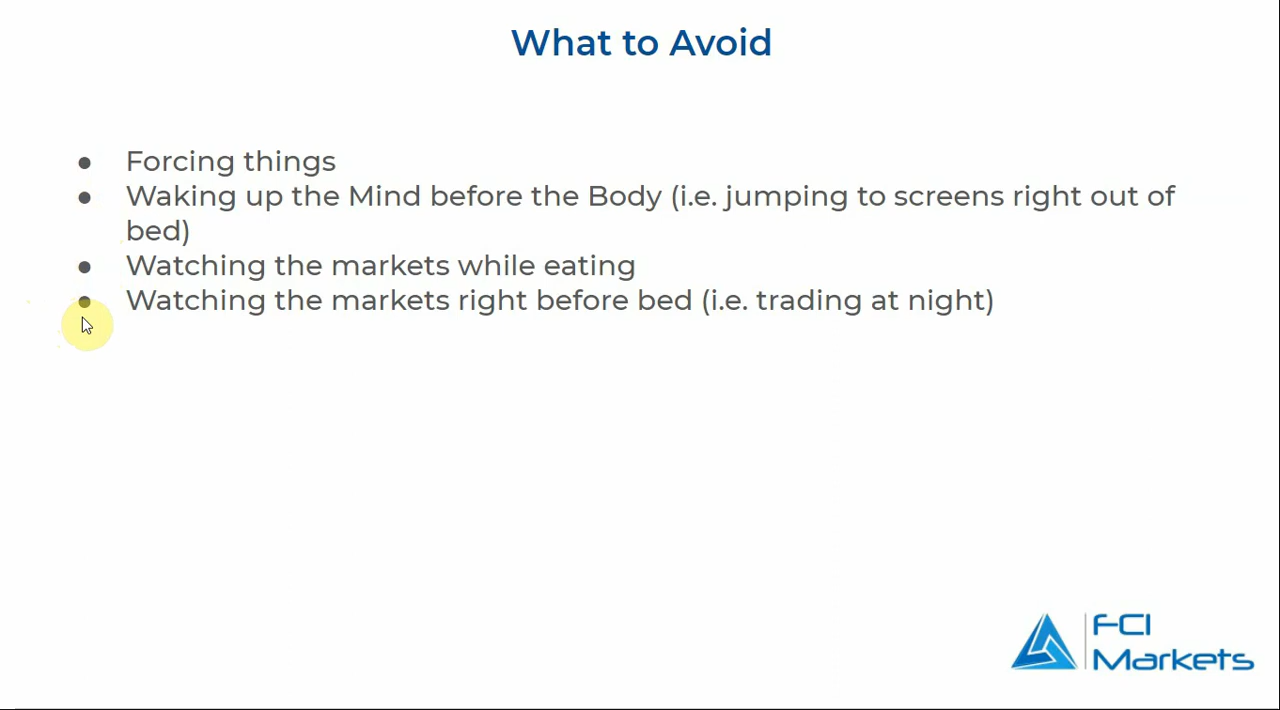 What to Avoid
● Forcing things
● Waking up the Mind before the Body (i.e. jumping to screens right out of
bed)
● Watching the markets while eating
● Watching the markets right before bed (i.e. trading at night)
FCI
Markets